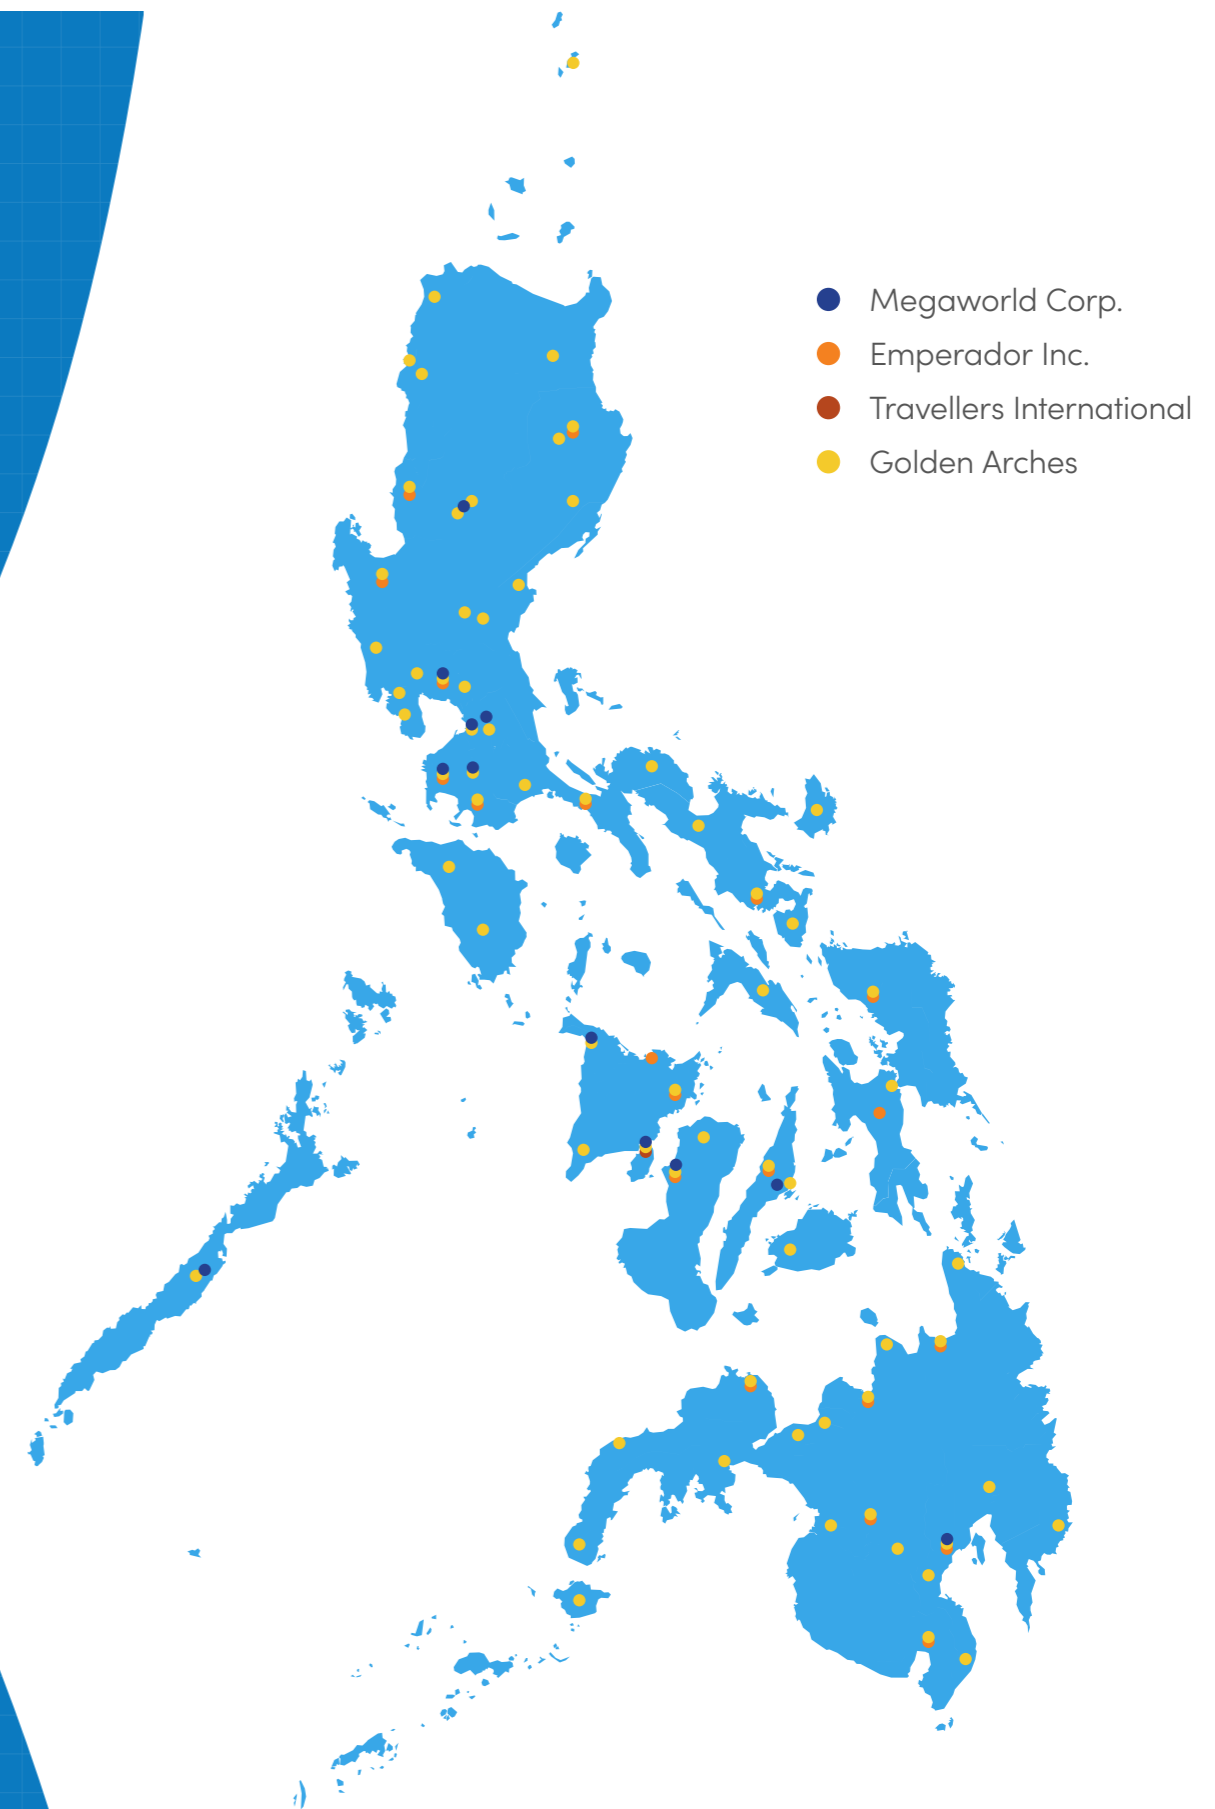 Megaworld Corp.
Emperador Inc.
Travellers International
Golden Arches